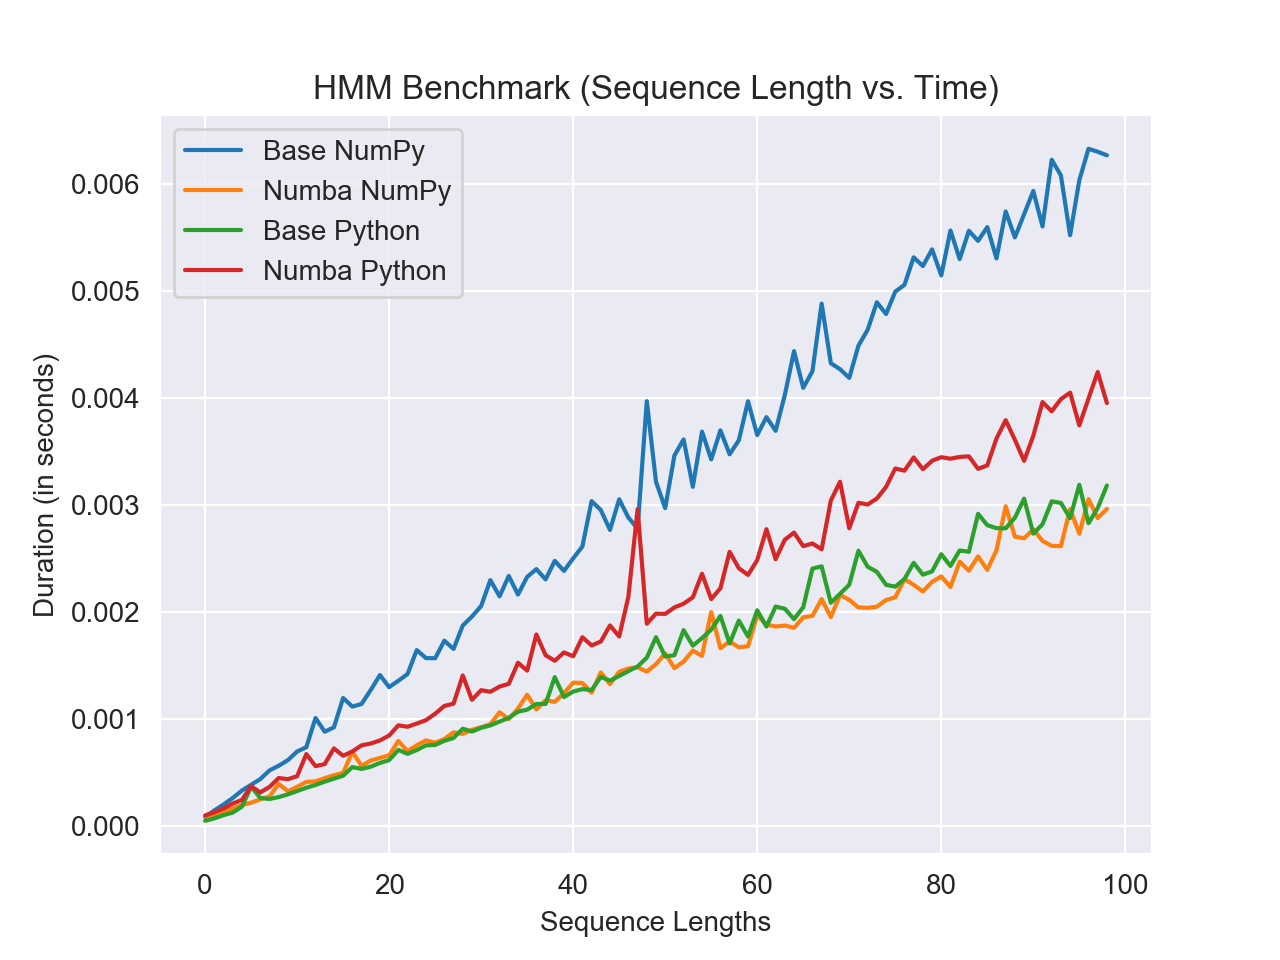 HMM Benchmark (Sequence Length vs. Time)
Base NumPy
Numba NumPy
Base Python
Numba Python
0.006
0.005
0.004
0.003
0.002
0.001
0.000
Duration (in seconds)
0 20 40 60 80 100
Sequence Lengths